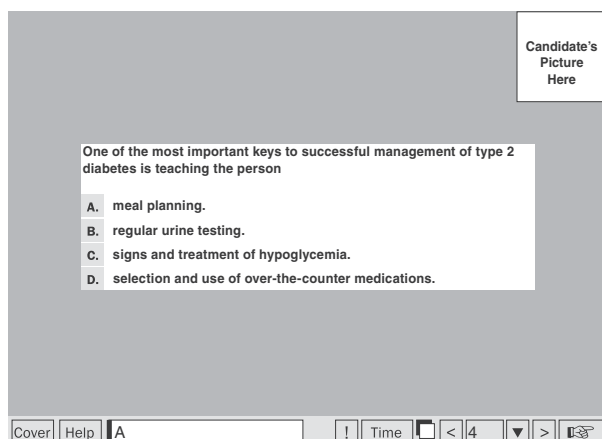 Candidate's
Picture
Here
One of the most important keys to successful management of type 2
diabetes is teaching the person
A. meal planning.
B. regular urine testing.
C. signs and treatment of hypoglycemia.
D. selection and use of over-the-counter medications.
Cover Help A ! Time < 4 ▼ > ☞